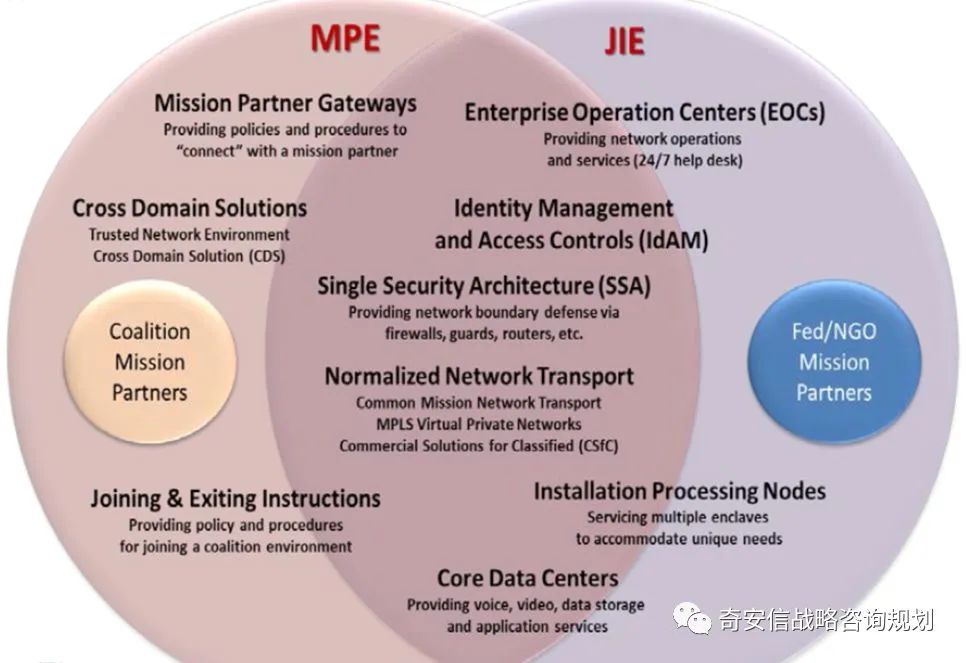 MPE
JIE
Mission Partner Gateways
Providing policies and procedures to
“connect” with a mission partner
Enterprise Operation Centers (EOCs)
Providing network operations
and services (24/7 help desk)
Cross Domain Solutions
Trusted Network Environment
Cross Domain Solution (CDS)
Identity Management
and Access Controls (IdAM)
Single Security Architecture (SSA)
Providing network boundary defense via
firewalls, guards, routers, etc.
Coalition
Mission
Partners
Fed/NGO
Mission
Partners
Normalized Network Transport
Common Mission Network Transport
MPLS Virtual Private Networks
Commercial Solutions for Classified (CSfC)
Joining & Exiting Instructions
Providing policy and procedures
for joining a coalition environment
Installation Processing Nodes
Servicing multiple enclaves
to accommodate unique needs
Core Data Centers
Providing voice, video, data storage
and application services
奇安信战略咨询规划